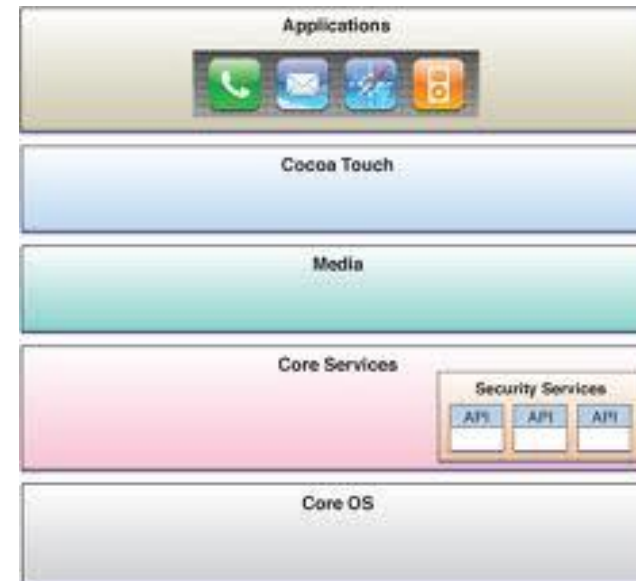 Applications
Cocoa Touch
Media
Core Services
Security Services
API API API
Core OS